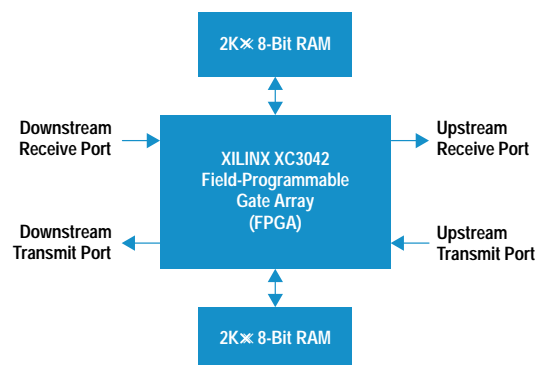 2K × 8-Bit RAM
Downstream
Receive Port
XILINX XC3042
Field-Programmable
Gate Array
(FPGA)
Upstream
Receive Port
Downstream
Transmit Port
Upstream
Transmit Port
2K × 8-Bit RAM